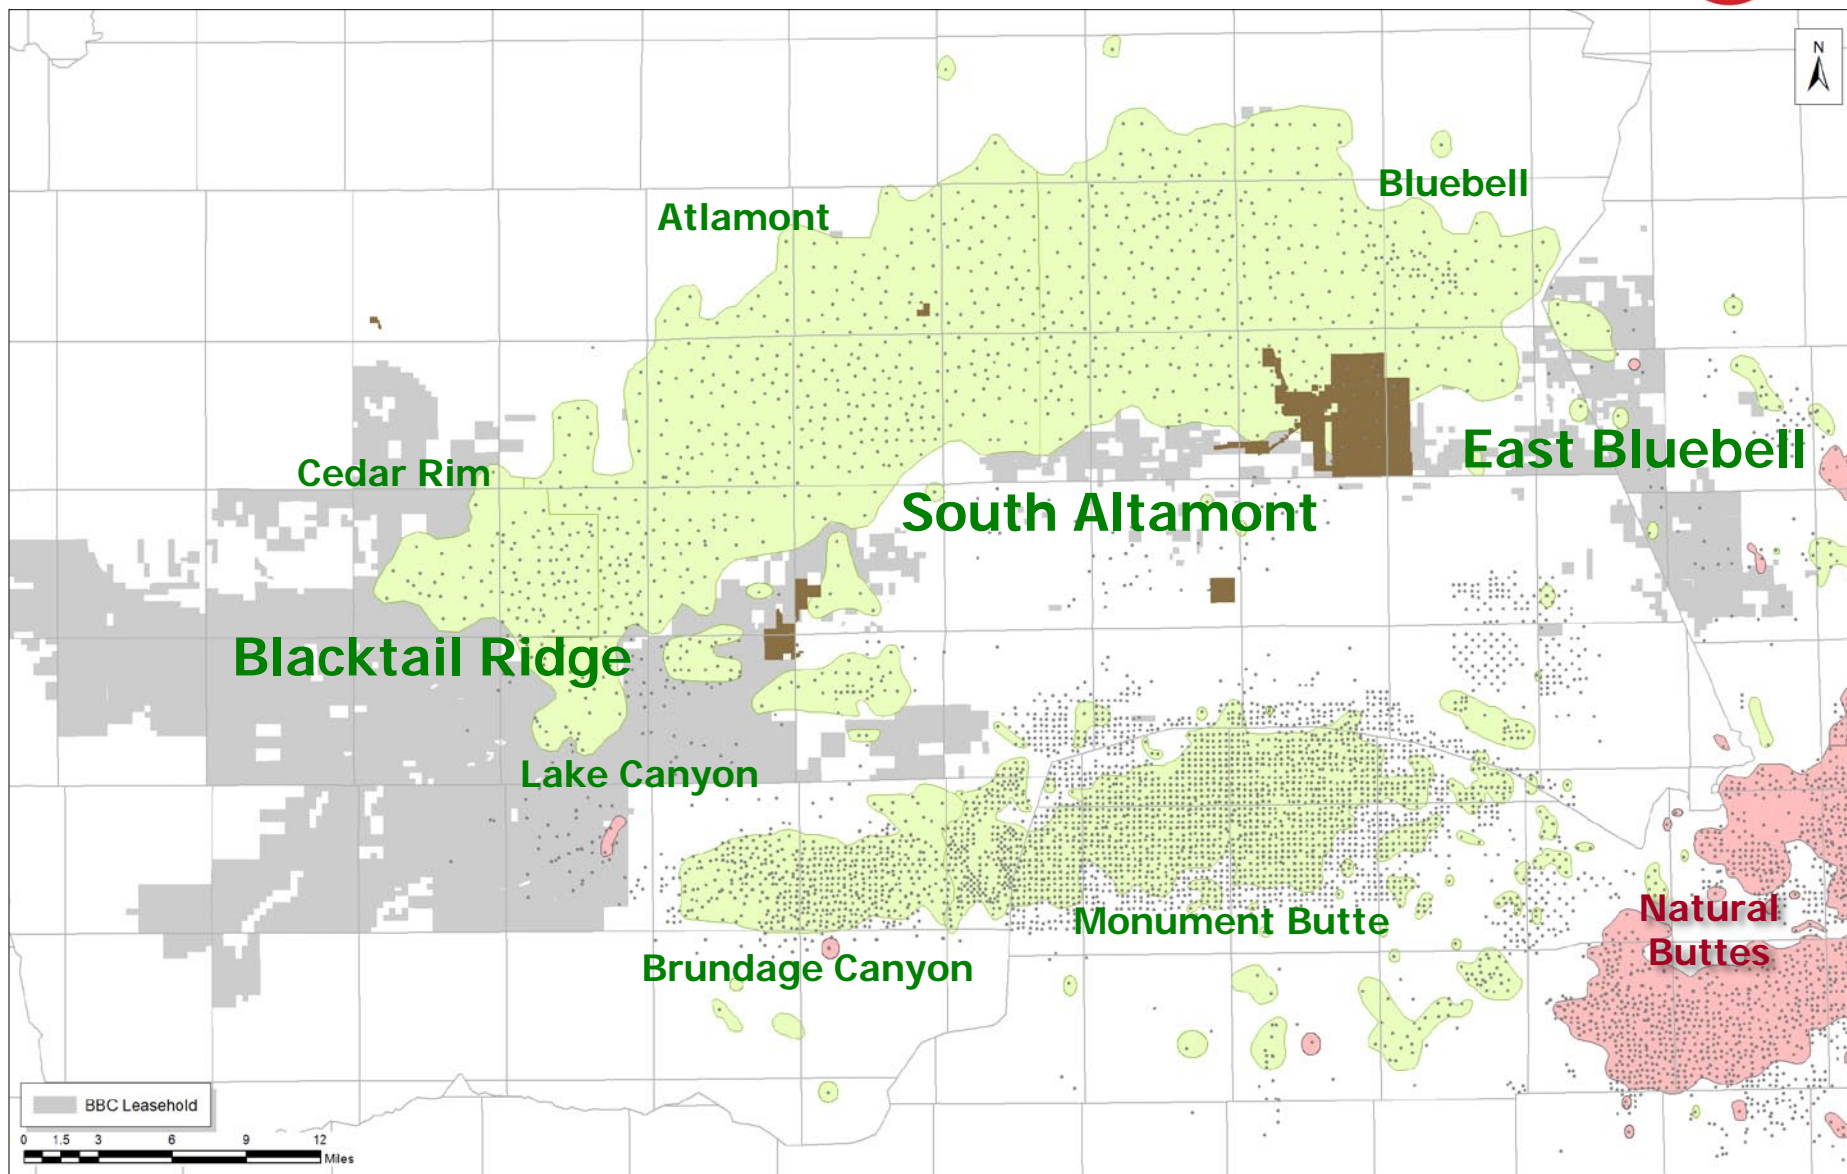 N
Bluebell
Atlamont
East Bluebell
Cedar Rim
South Altamont
Blacktail Ridge
Lake Canyon
Natural
Buttes
Monument Butte
Brundage Canyon
BBC Leasehold
0 1.5 3 6 9 12
Miles